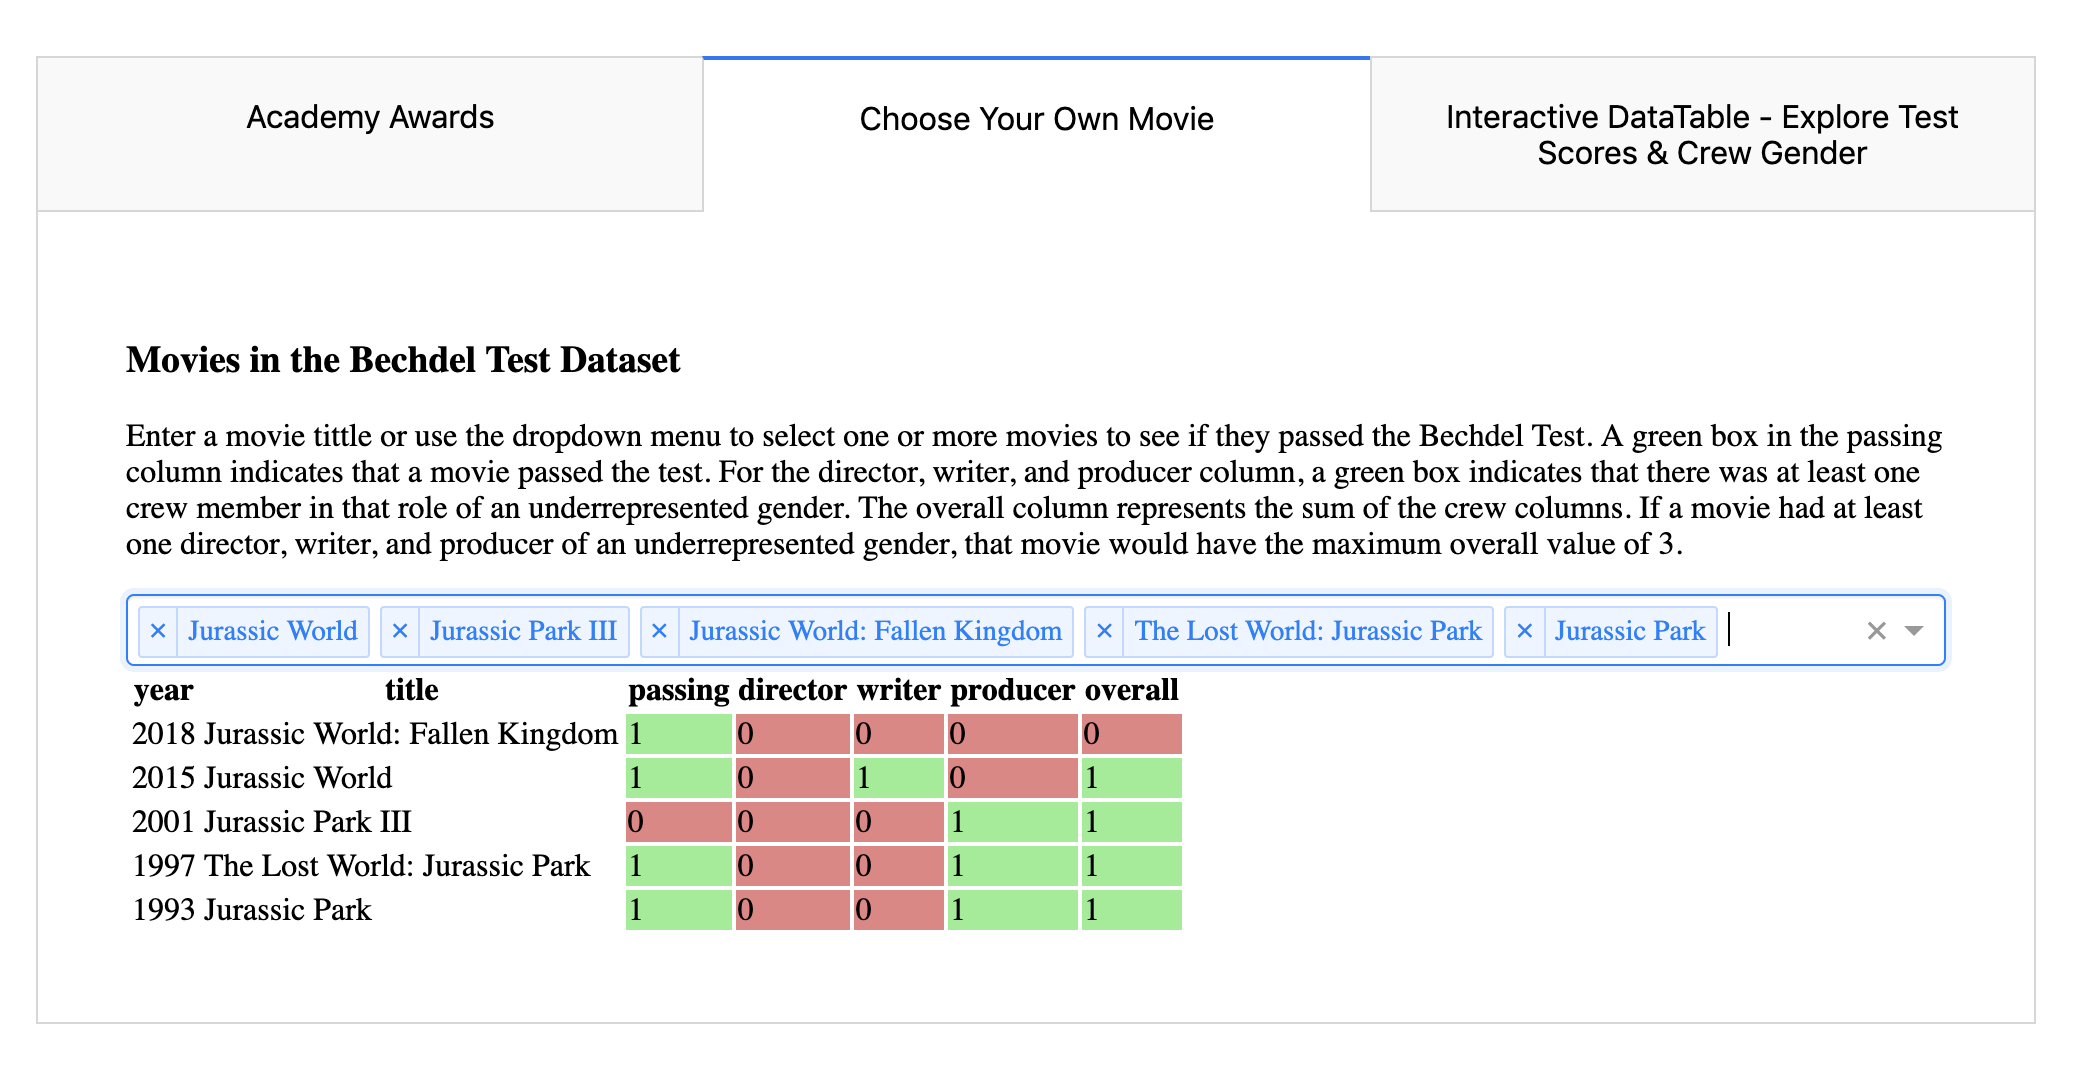 Academy Awards
Choose Your Own Movie
Interactive DataTable - Explore Test
Scores & Crew Gender
Movies in the Bechdel Test Dataset
Enter a movie tittle or use the dropdown menu to select one or more movies to see if they passed the Bechdel Test. A green box in the passing
column indicates that a movie passed the test. For the director, writer, and producer column, a green box indicates that there was at least one
crew member in that role of an underrepresented gender. The overall column represents the sum of the crew columns. If a movie had at least
one director, writer, and producer of an underrepresented gender, that movie would have the maximum overall value of 3.
× Jurassic World × Jurassic Park III × Jurassic World: Fallen Kingdom × The Lost World: Jurassic Park × Jurassic Park ×
year title passing director writer producer overall
2018 Jurassic World: Fallen Kingdom 1 0 0 0 0
2015 Jurassic World 1 0 1 0 1
2001 Jurassic Park III 0 0 0 1 1
1997 The Lost World: Jurassic Park 1 0 0 1 1
1993 Jurassic Park 1 0 0 1 1